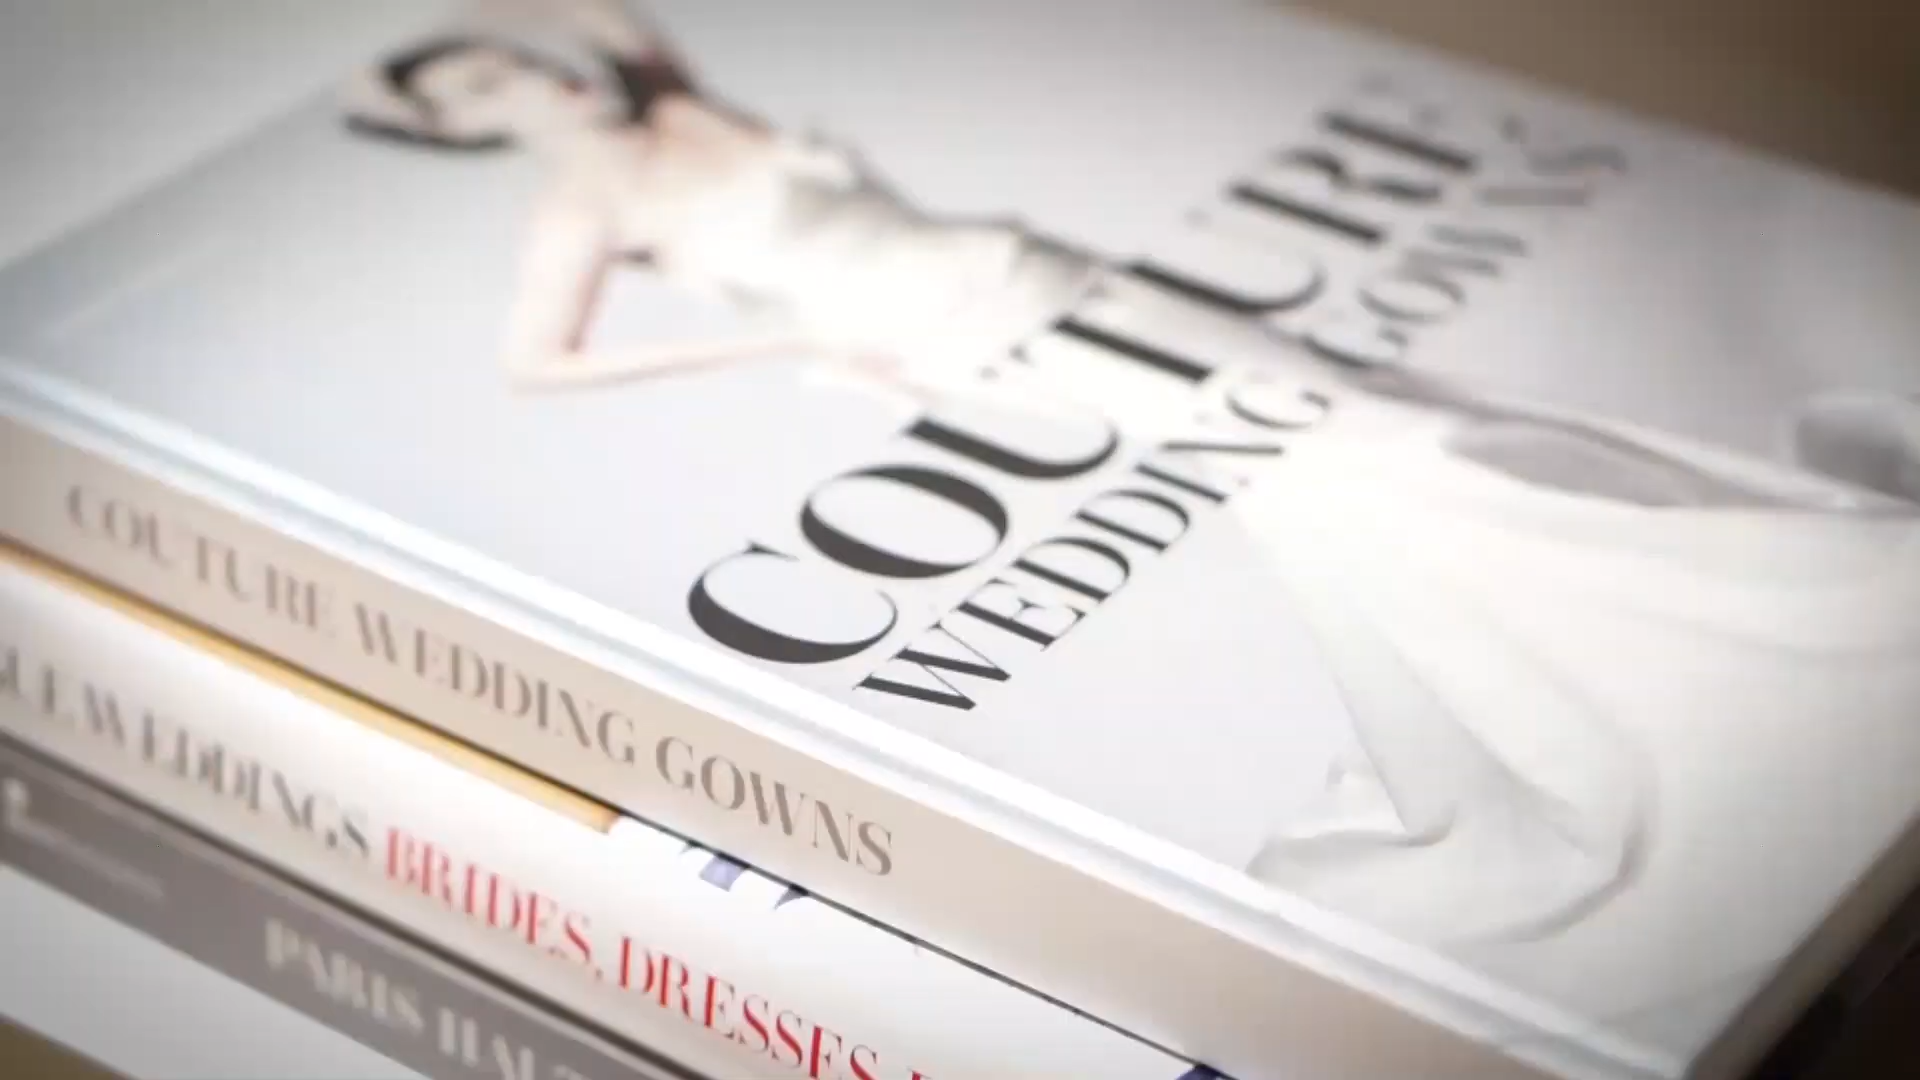 COUTURE
WEDDING GOWNS
COUTURE WEDDING GOWNS
WEDDINGS BRIDES, DRESSES,
PARIS